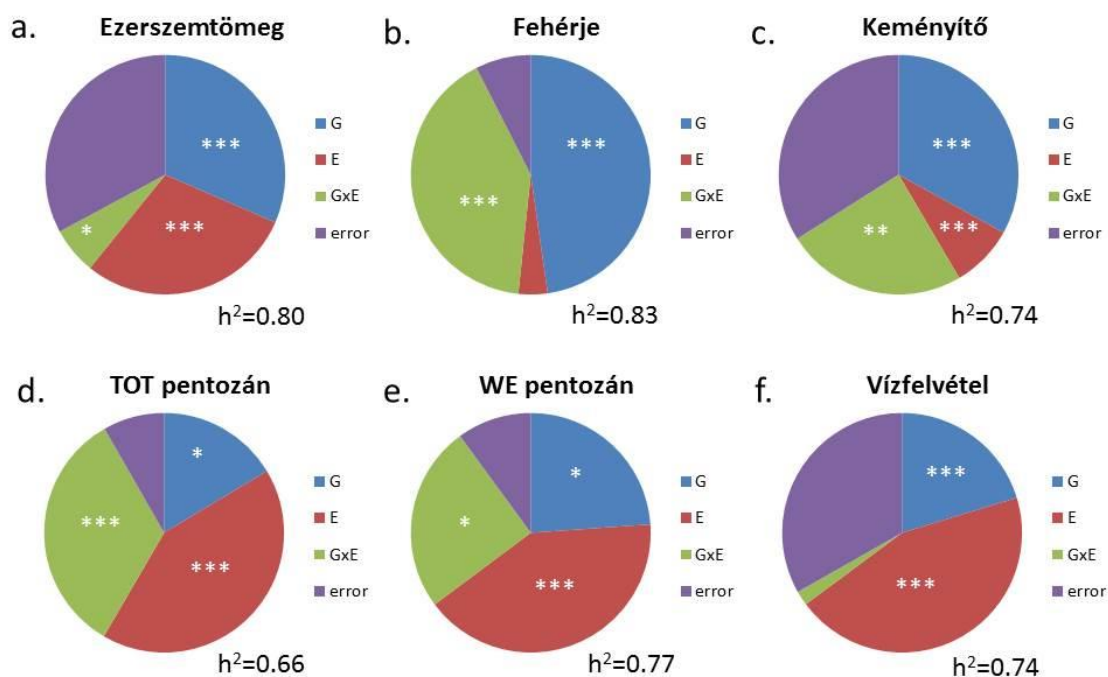 a. Ezerszemtömeg
***
***
*
G
E
GxE
error
h²=0.80
b. Fehérje
***
***
G
E
GxE
error
h²=0.83
c. Keményítő
***
***
**
G
E
GxE
error
h²=0.74
d. TOT pentozán
*
***
***
G
E
GxE
error
h²=0.66
e. WE pentozán
*
*
***
G
E
GxE
error
h²=0.77
f. Vízfelvétel
***
***
G
E
GxE
error
h²=0.74